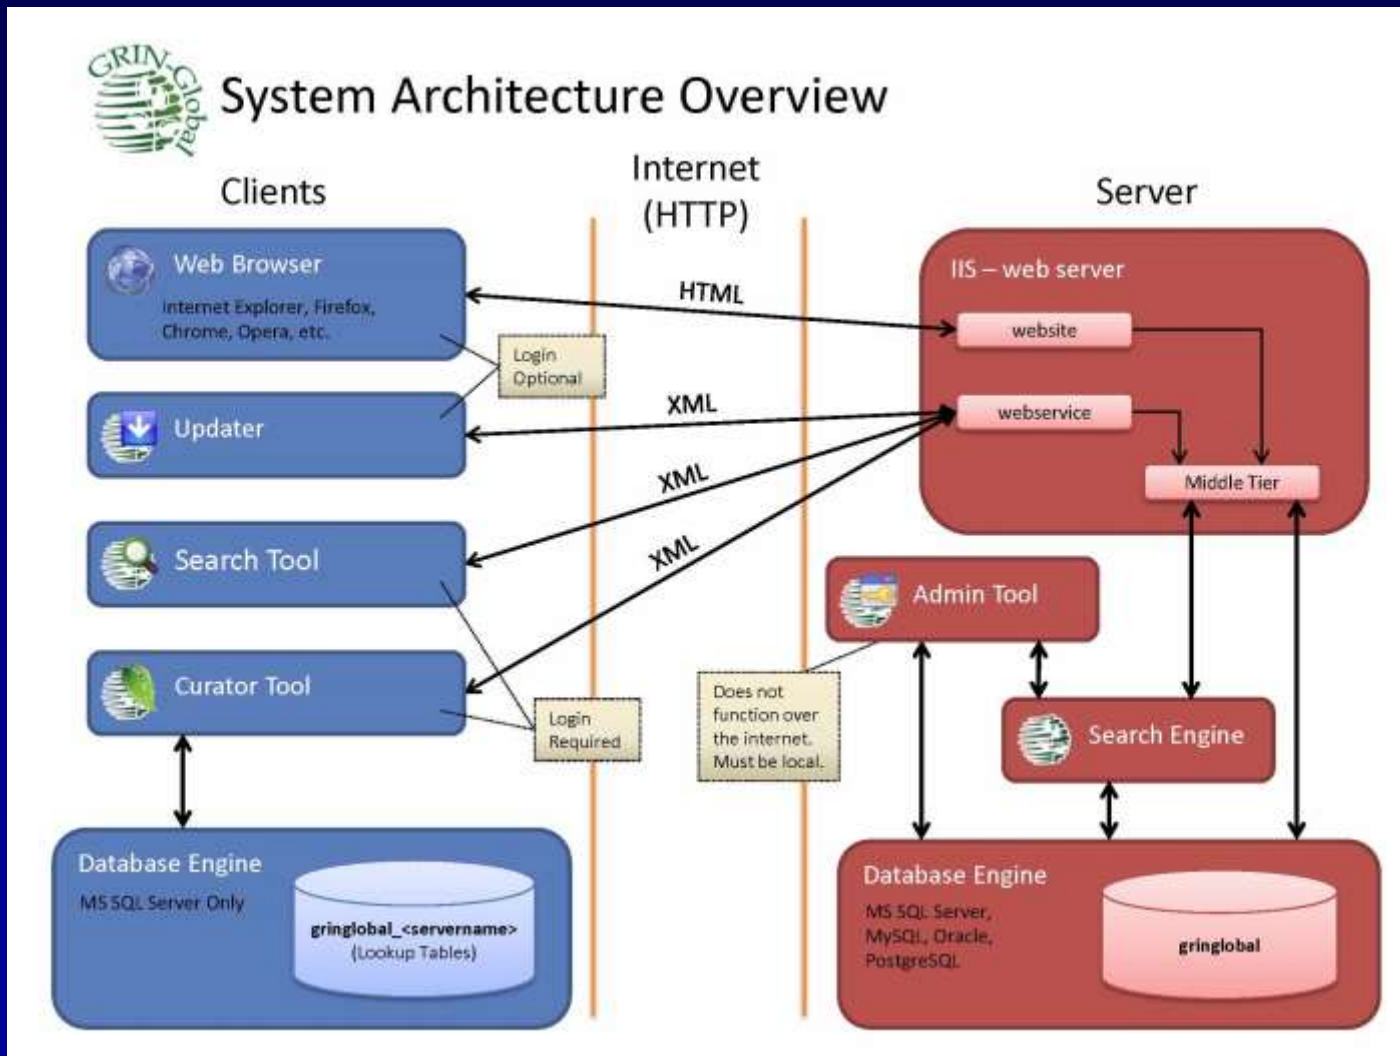 GRIN-Global
System Architecture Overview
Clients
Internet
(HTTP)
Server
Web Browser
Internet Explorer, Firefox,
Chrome, Opera, etc.
Login
Optional
Updater
Search Tool
Curator Tool
Login
Required
Database Engine
MS SQL Server Only
gringlobal_<servername>
(Lookup Tables)
HTML
XML
XML
XML
IIS – web server
website
webservice
Middle Tier
Admin Tool
Does not
function over
the internet.
Must be local.
Search Engine
Database Engine
MS SQL Server,
MySQL, Oracle,
PostgreSQL
gringlobal